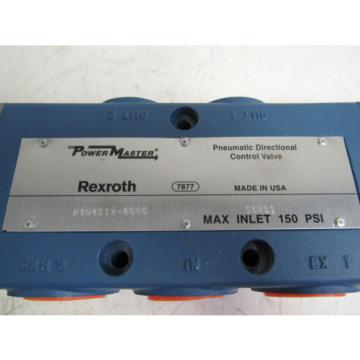 OUT 2 OUT 1
POWER MASTER
Pneumatic Directional
Control Valve
Rexroth
7877
MADE IN USA
MAX INLET 150 PSI
EXH 2 IN EX 1